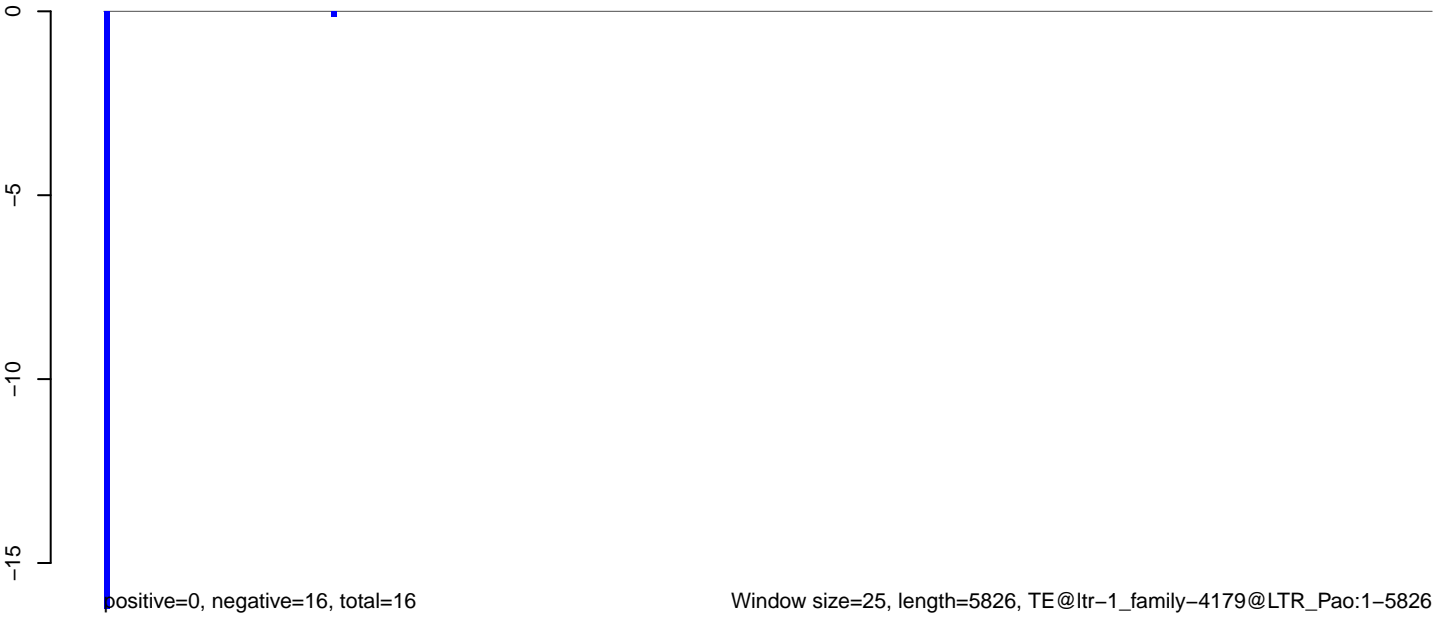 0
−5
−10
−15
positive=0, negative=16, total=16
Window size=25, length=5826, TE@ltr−1_family−4179@LTR_Pao:1−5826